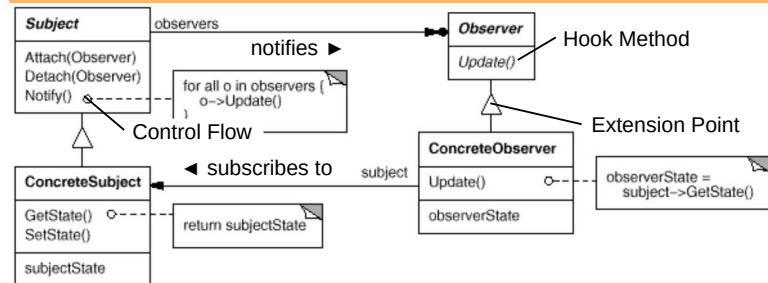 Subject
observers
Observer
notifies ►
Update()
Hook Method
Attach(Observer)
Detach(Observer)
Notify()
for all o in observers {
o->Update()
}
Control Flow
Extension Point
ConcreteSubject
◄ subscribes to
subject
ConcreteObserver
GetState()
SetState()
subjectState
return subjectState
Update()
observerState
observerState =
subject->GetState()